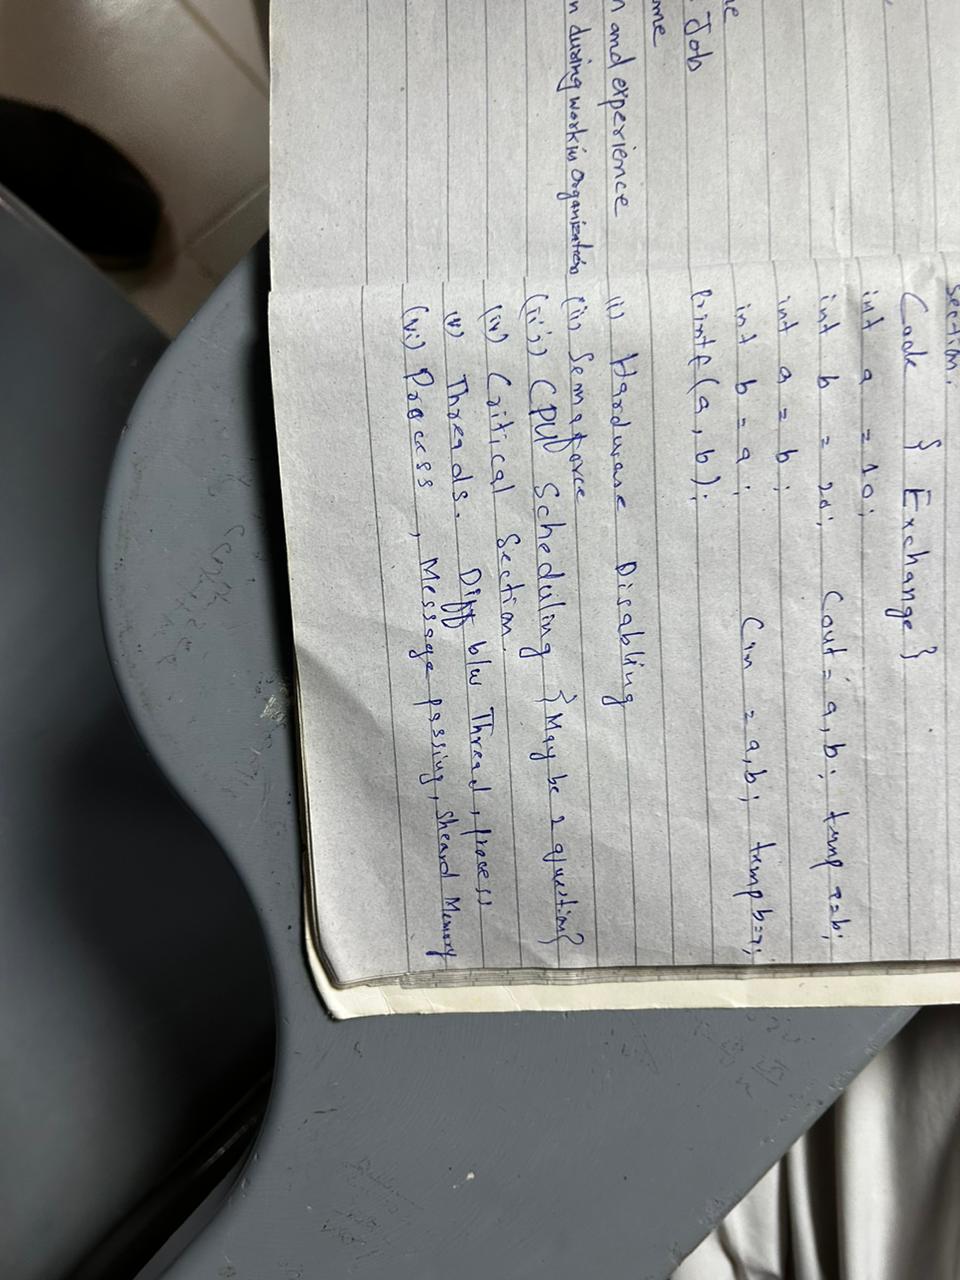 section.
Code } Exchange }
int a = 10;
int b = 20; Cout = a, b; temp = b;
int a = b ;
int b = a ; Cin = a, b; temp b = ;
Printf (a, b);
Job
me
and experience
(i) Hardware Disabling
n during work in Organization
(ii) Semaforce
(iii) CPU Scheduling } May be 2 question?
(iv) Critical Section.
(v) Threads. Diff b/w Thread, process
(vi) Process , Message passing, sheard Memory